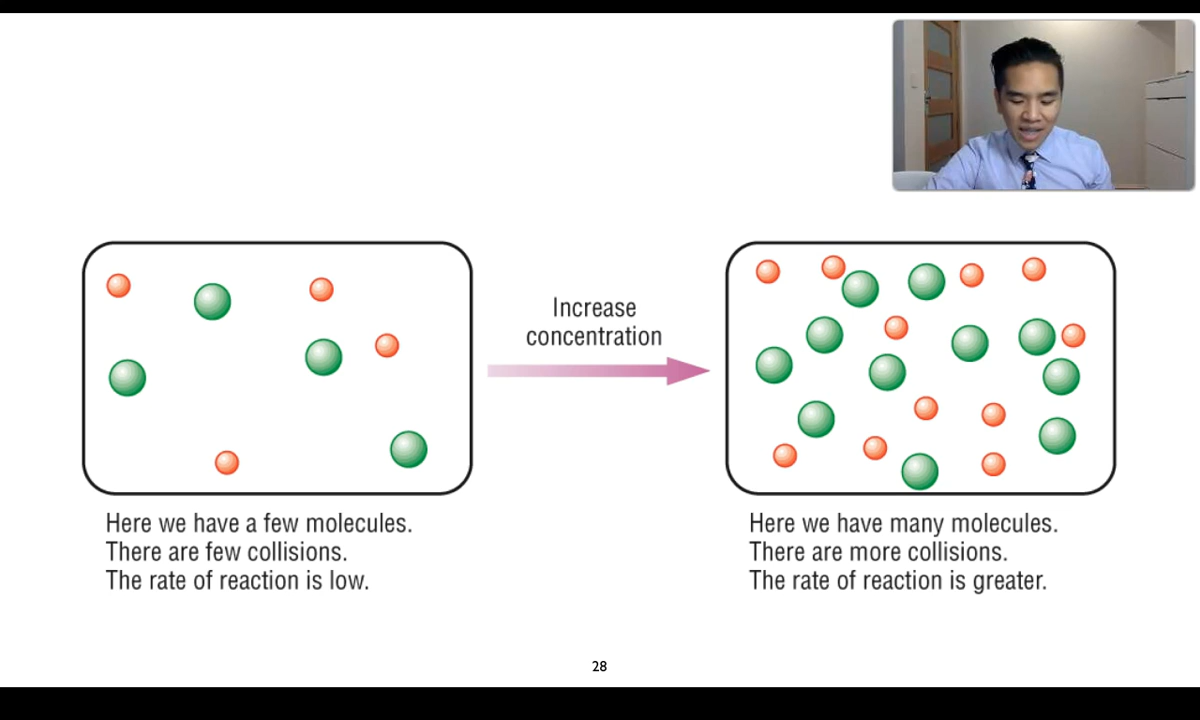 Increase
concentration
Here we have a few molecules.
There are few collisions.
The rate of reaction is low.
Here we have many molecules.
There are more collisions.
The rate of reaction is greater.
28